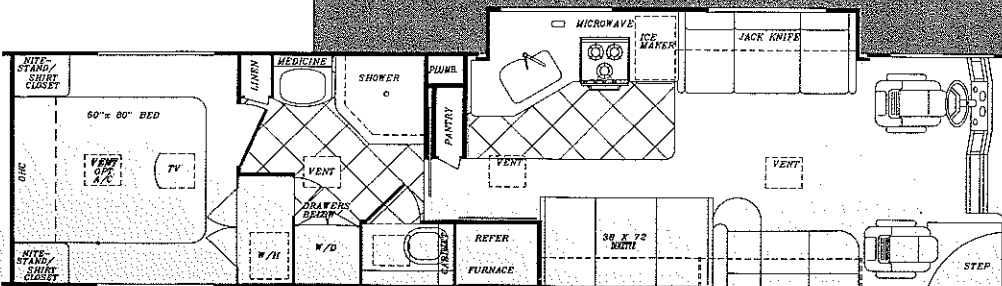 NITE-
STAND/
SHIRT
CLOSET
60"x 80" BED
OHC
VENT
OPT
A/C
TV
NITE-
STAND/
SHIRT
CLOSET
LINEN
MEDICINE
SHOWER
PLUMB.
PANTRY
VENT
DRAWERS
BELOW
W/H
W/D
CABINET
REFER
FURNACE
MICROWAVE
ICE
MAKER
JACK KNIFE
VENT
VENT
38 X 72
DINETTE
STEP